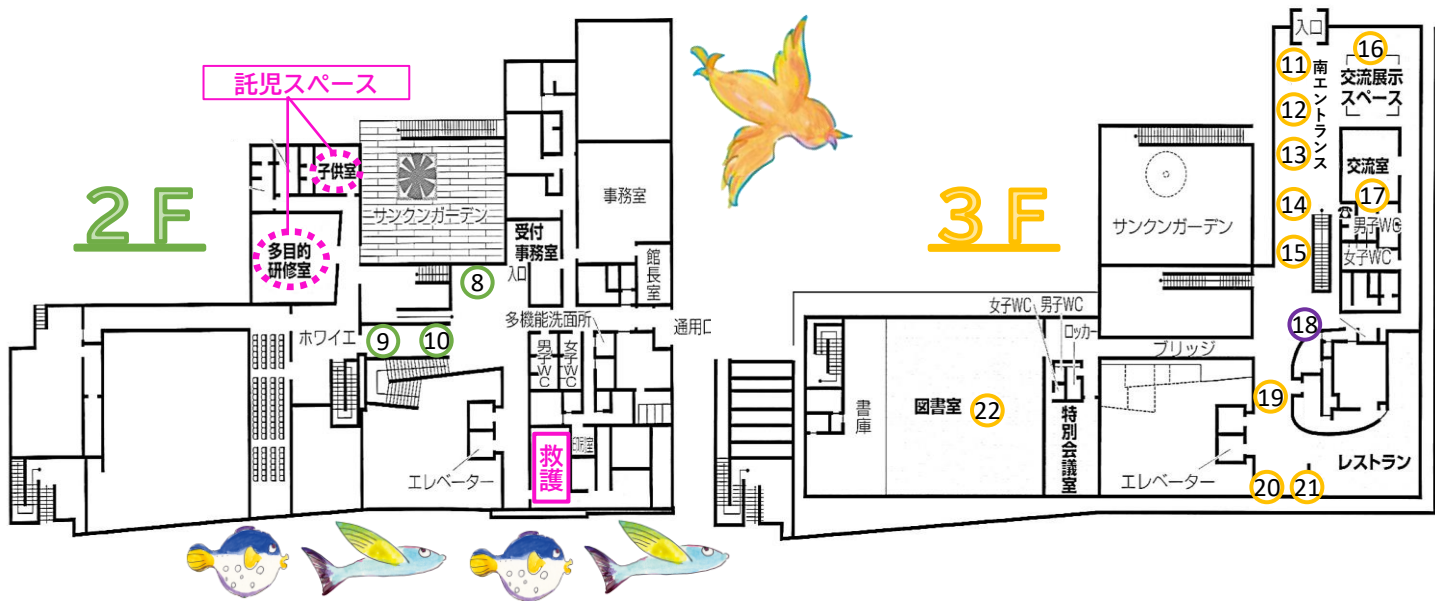 託児スペース
2F
子供室
サンクンガーデン
多目的
研修室
受付
事務室
入口
事務室
館長室
8
ホワイエ
9
10
多機能洗面所
通用口
男子WC
女子WC
エレベーター
救護
印刷室
3F
入口
11
12
13
14
15
南エントランス
16
交流展示
スペース
交流室
17
男子WC
女子WC
サンクンガーデン
女子WC
男子WC
ロッカー
ブリッジ
18
19
書庫
図書室
22
特別会議室
エレベーター
20
21
レストラン